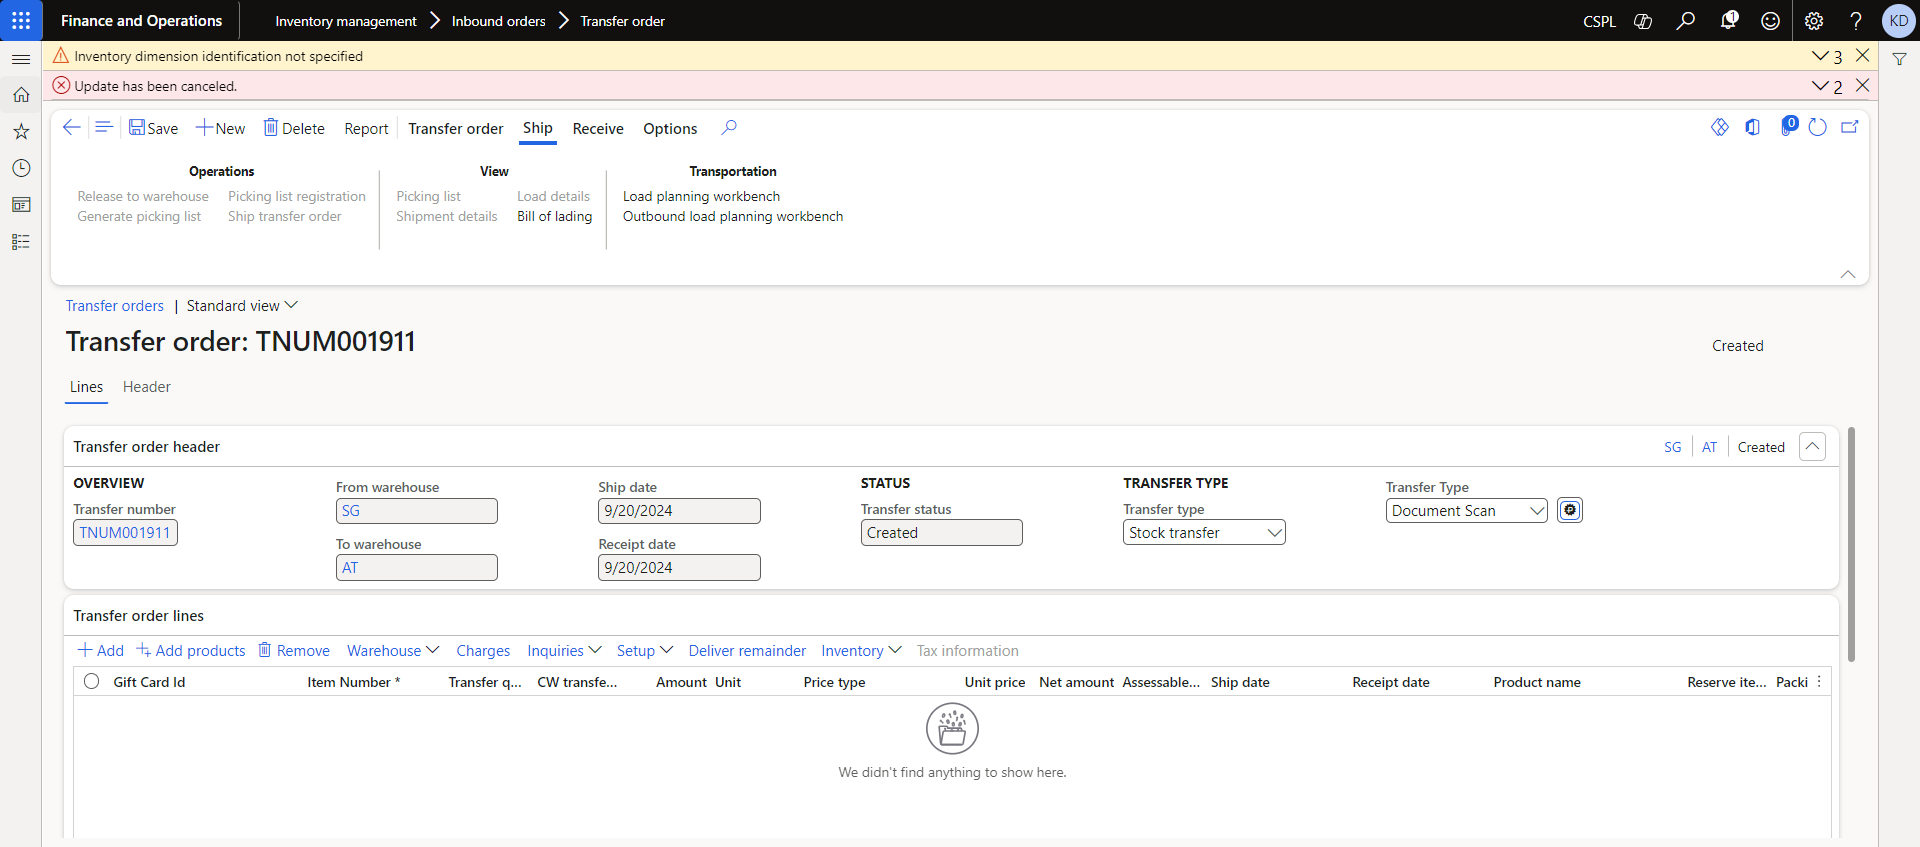 Finance and Operations
Inventory management Inbound orders Transfer order
CSPL
1
KD
Inventory dimension identification not specified
3
Update has been canceled.
2
Save New Delete Report Transfer order Ship Receive Options
0
Operations
Release to warehouse Picking list registration
Generate picking list Ship transfer order
View
Picking list Load details
Shipment details Bill of lading
Transportation
Load planning workbench
Outbound load planning workbench
Transfer orders | Standard view
Transfer order: TNUM001911
Created
Lines Header
Transfer order header
SG AT Created
OVERVIEW
Transfer number
TNUM001911
From warehouse
SG
To warehouse
AT
Ship date
9/20/2024
Receipt date
9/20/2024
STATUS
Transfer status
Created
TRANSFER TYPE
Transfer type
Stock transfer
Transfer Type
Document Scan
Transfer order lines
Add Add products Remove Warehouse Charges Inquiries Setup Deliver remainder Inventory Tax information
Gift Card Id Item Number * Transfer q... CW transfe... Amount Unit Price type Unit price Net amount Assessable... Ship date Receipt date Product name Reserve ite... Packi
We didn't find anything to show here.